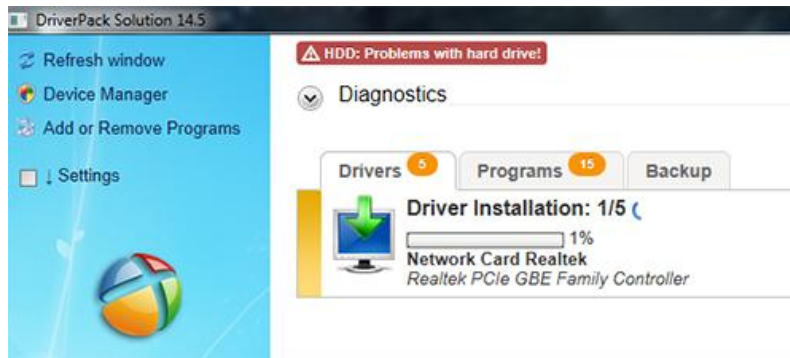 DriverPack Solution 14.5
Refresh window
Device Manager
Add or Remove Programs
↓ Settings
HDD: Problems with hard drive!
Diagnostics
Drivers 5
Programs 15
Backup
Driver Installation: 1/5
1%
Network Card Realtek
Realtek PCIe GBE Family Controller